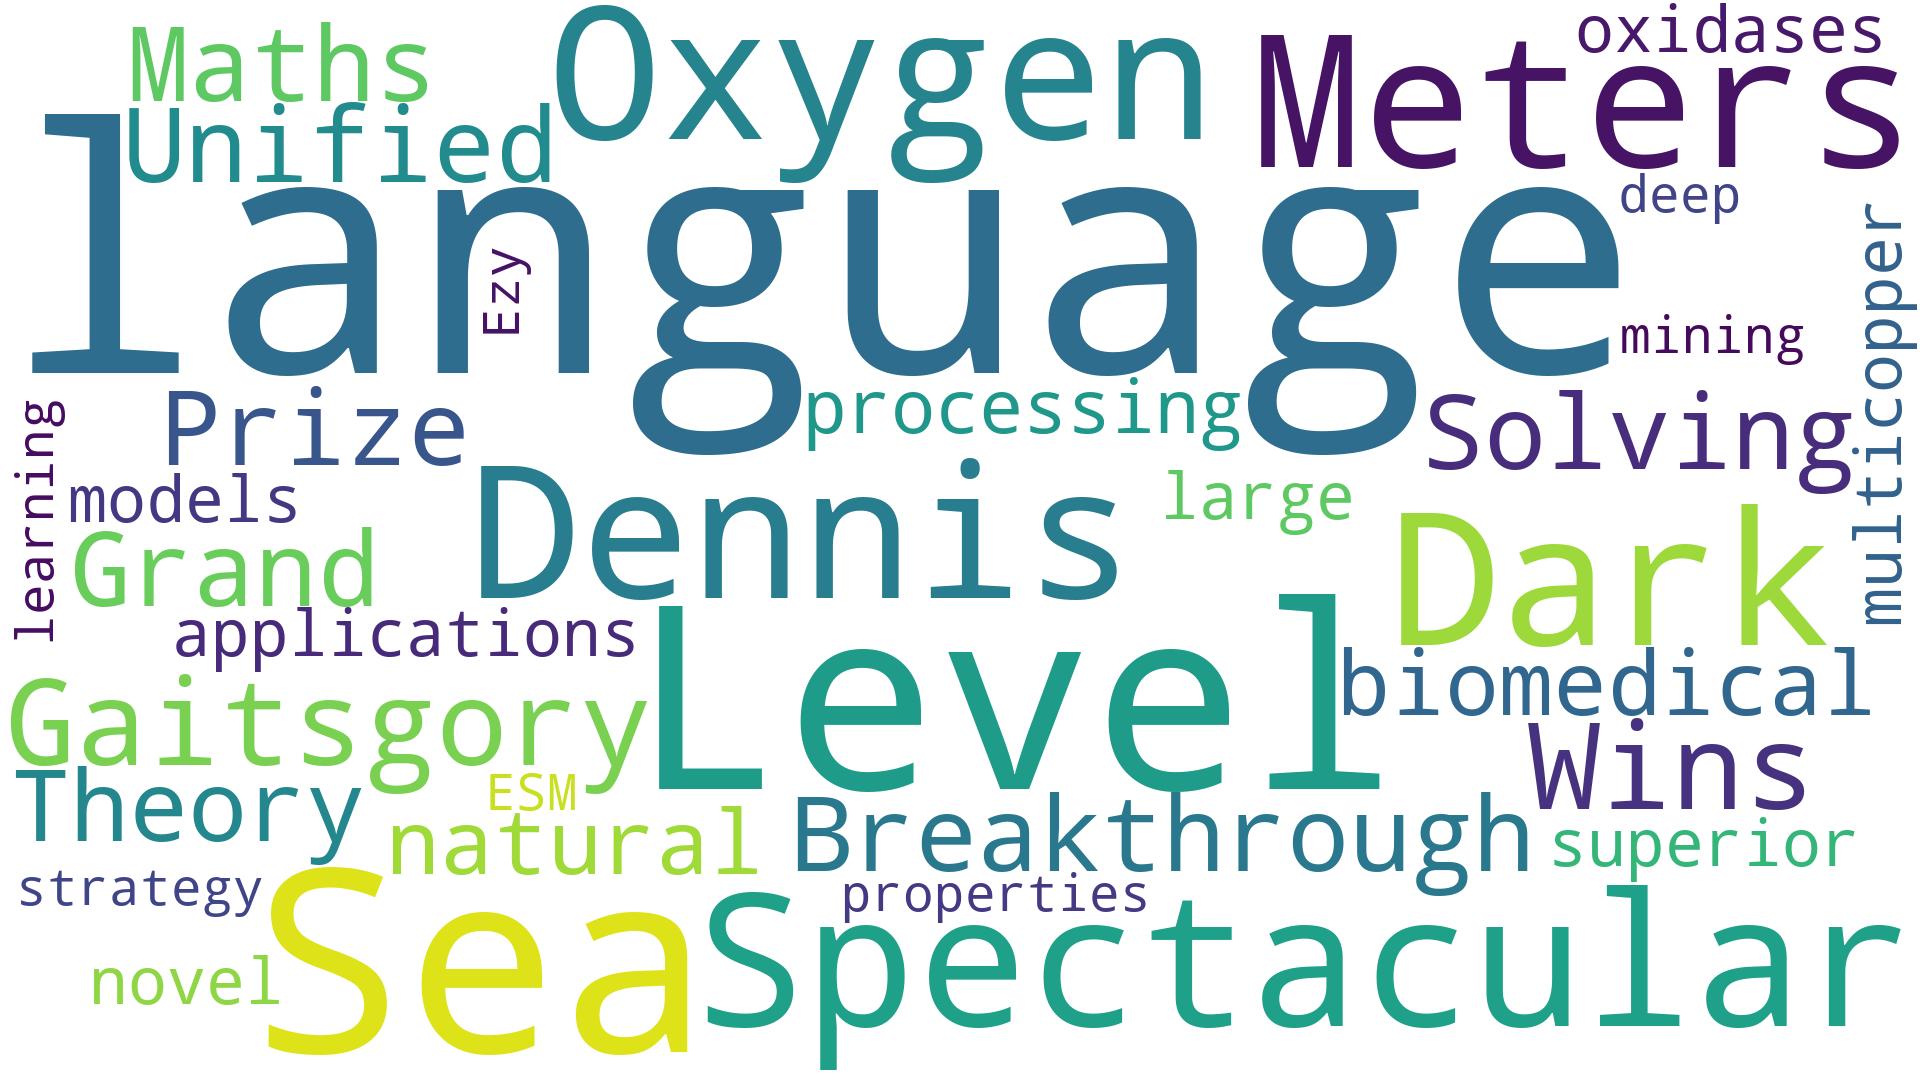 Maths
Oxygen
Meters
oxidases
Unified
language
deep
Ezy
mining
multicopper
Prize
processing
Solving
learning
models
Dennis
large
Grand
Dark
applications
Level
biomedical
Gaitsgory
Wins
Theory
ESM
natural
Breakthrough
superior
strategy
Sea
properties
Spectacular
novel